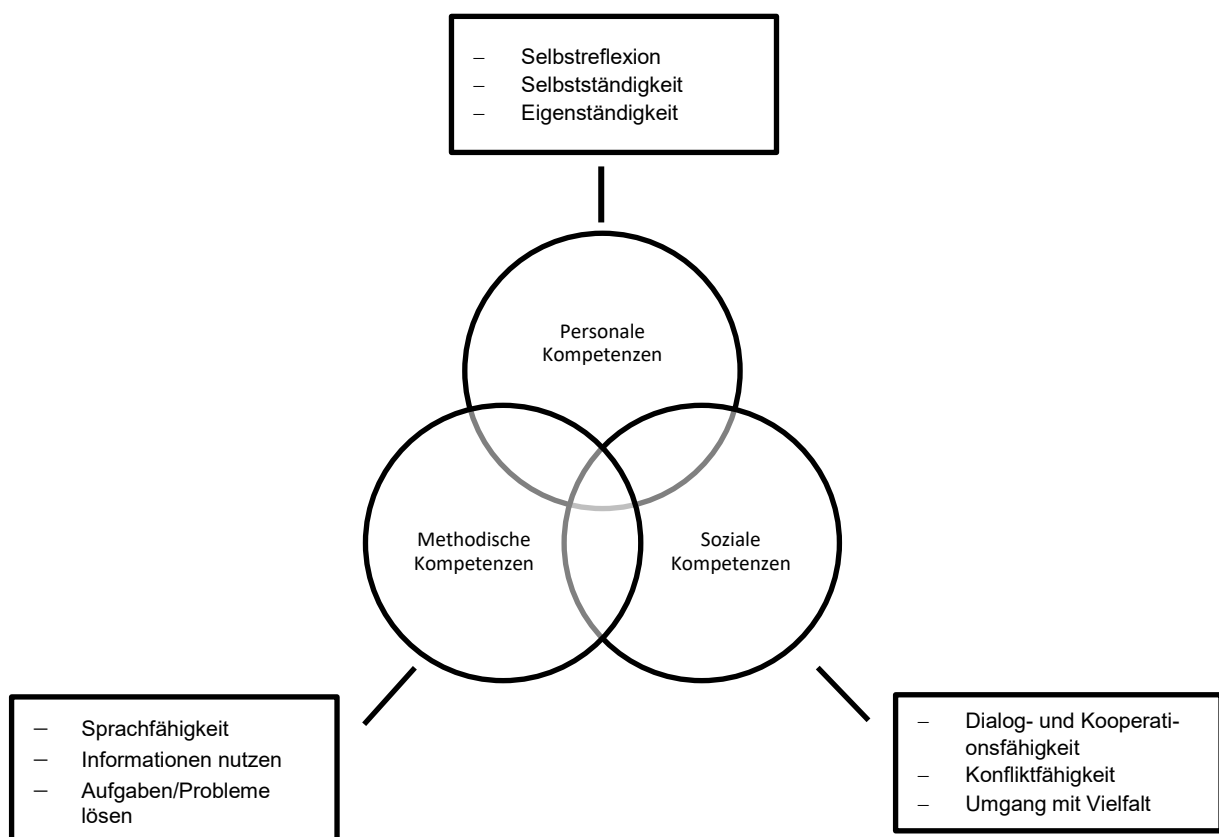 – Selbstreflexion
– Selbstständigkeit
– Eigenständigkeit
Personale
Kompetenzen
Methodische
Kompetenzen
Soziale
Kompetenzen
– Sprachfähigkeit
– Informationen nutzen
– Aufgaben/Probleme
lösen
– Dialog- und Kooperati-
onsfähigkeit
– Konfliktfähigkeit
– Umgang mit Vielfalt